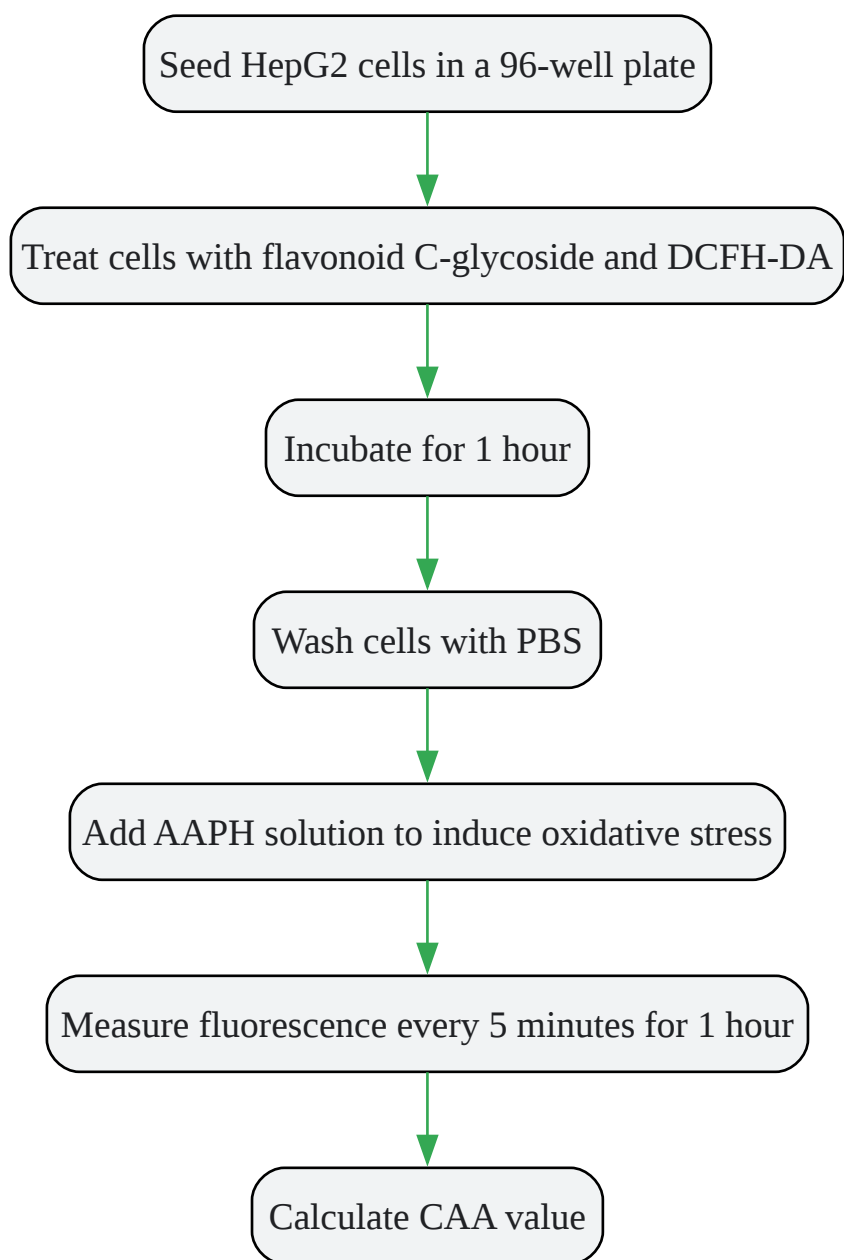 Seed HepG2 cells in a 96-well plate
Treat cells with flavonoid C-glycoside and DCFH-DA
Incubate for 1 hour
Wash cells with PBS
Add AAPH solution to induce oxidative stress
Measure fluorescence every 5 minutes for 1 hour
Calculate CAA value